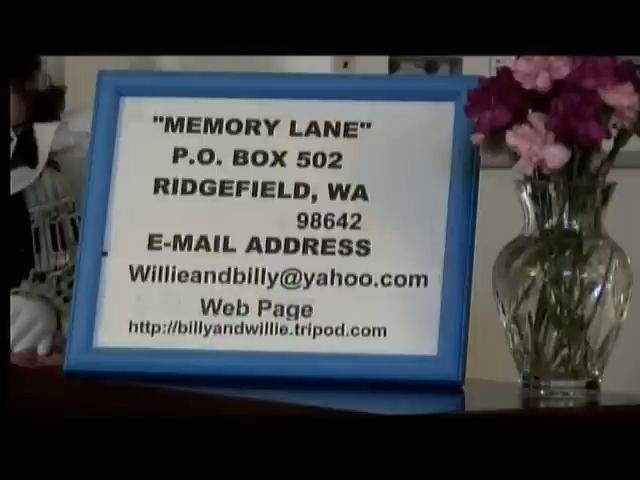 "MEMORY LANE"
P.O. BOX 502
RIDGEFIELD, WA
98642
E-MAIL ADDRESS
Willieandbilly@yahoo.com
Web Page
http://billyandwillie.tripod.com